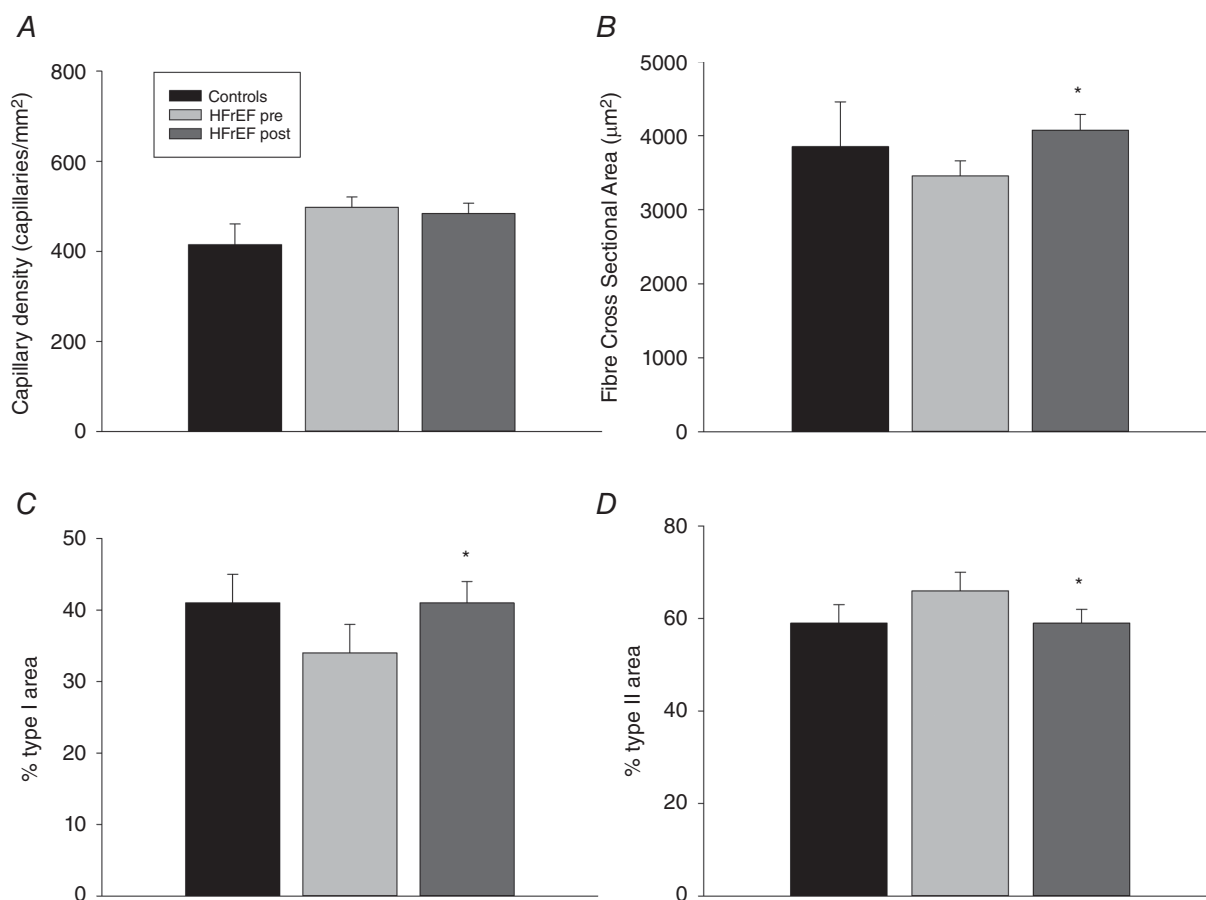 A
Capillary density (capillaries/mm²)
800
600
400
200
0
Controls
HFrEF pre
HFrEF post
B
Fibre Cross Sectional Area (μm²)
5000
4000
3000
2000
1000
0
*
C
% type I area
50
40
30
20
10
0
*
D
% type II area
80
60
40
20
0
*